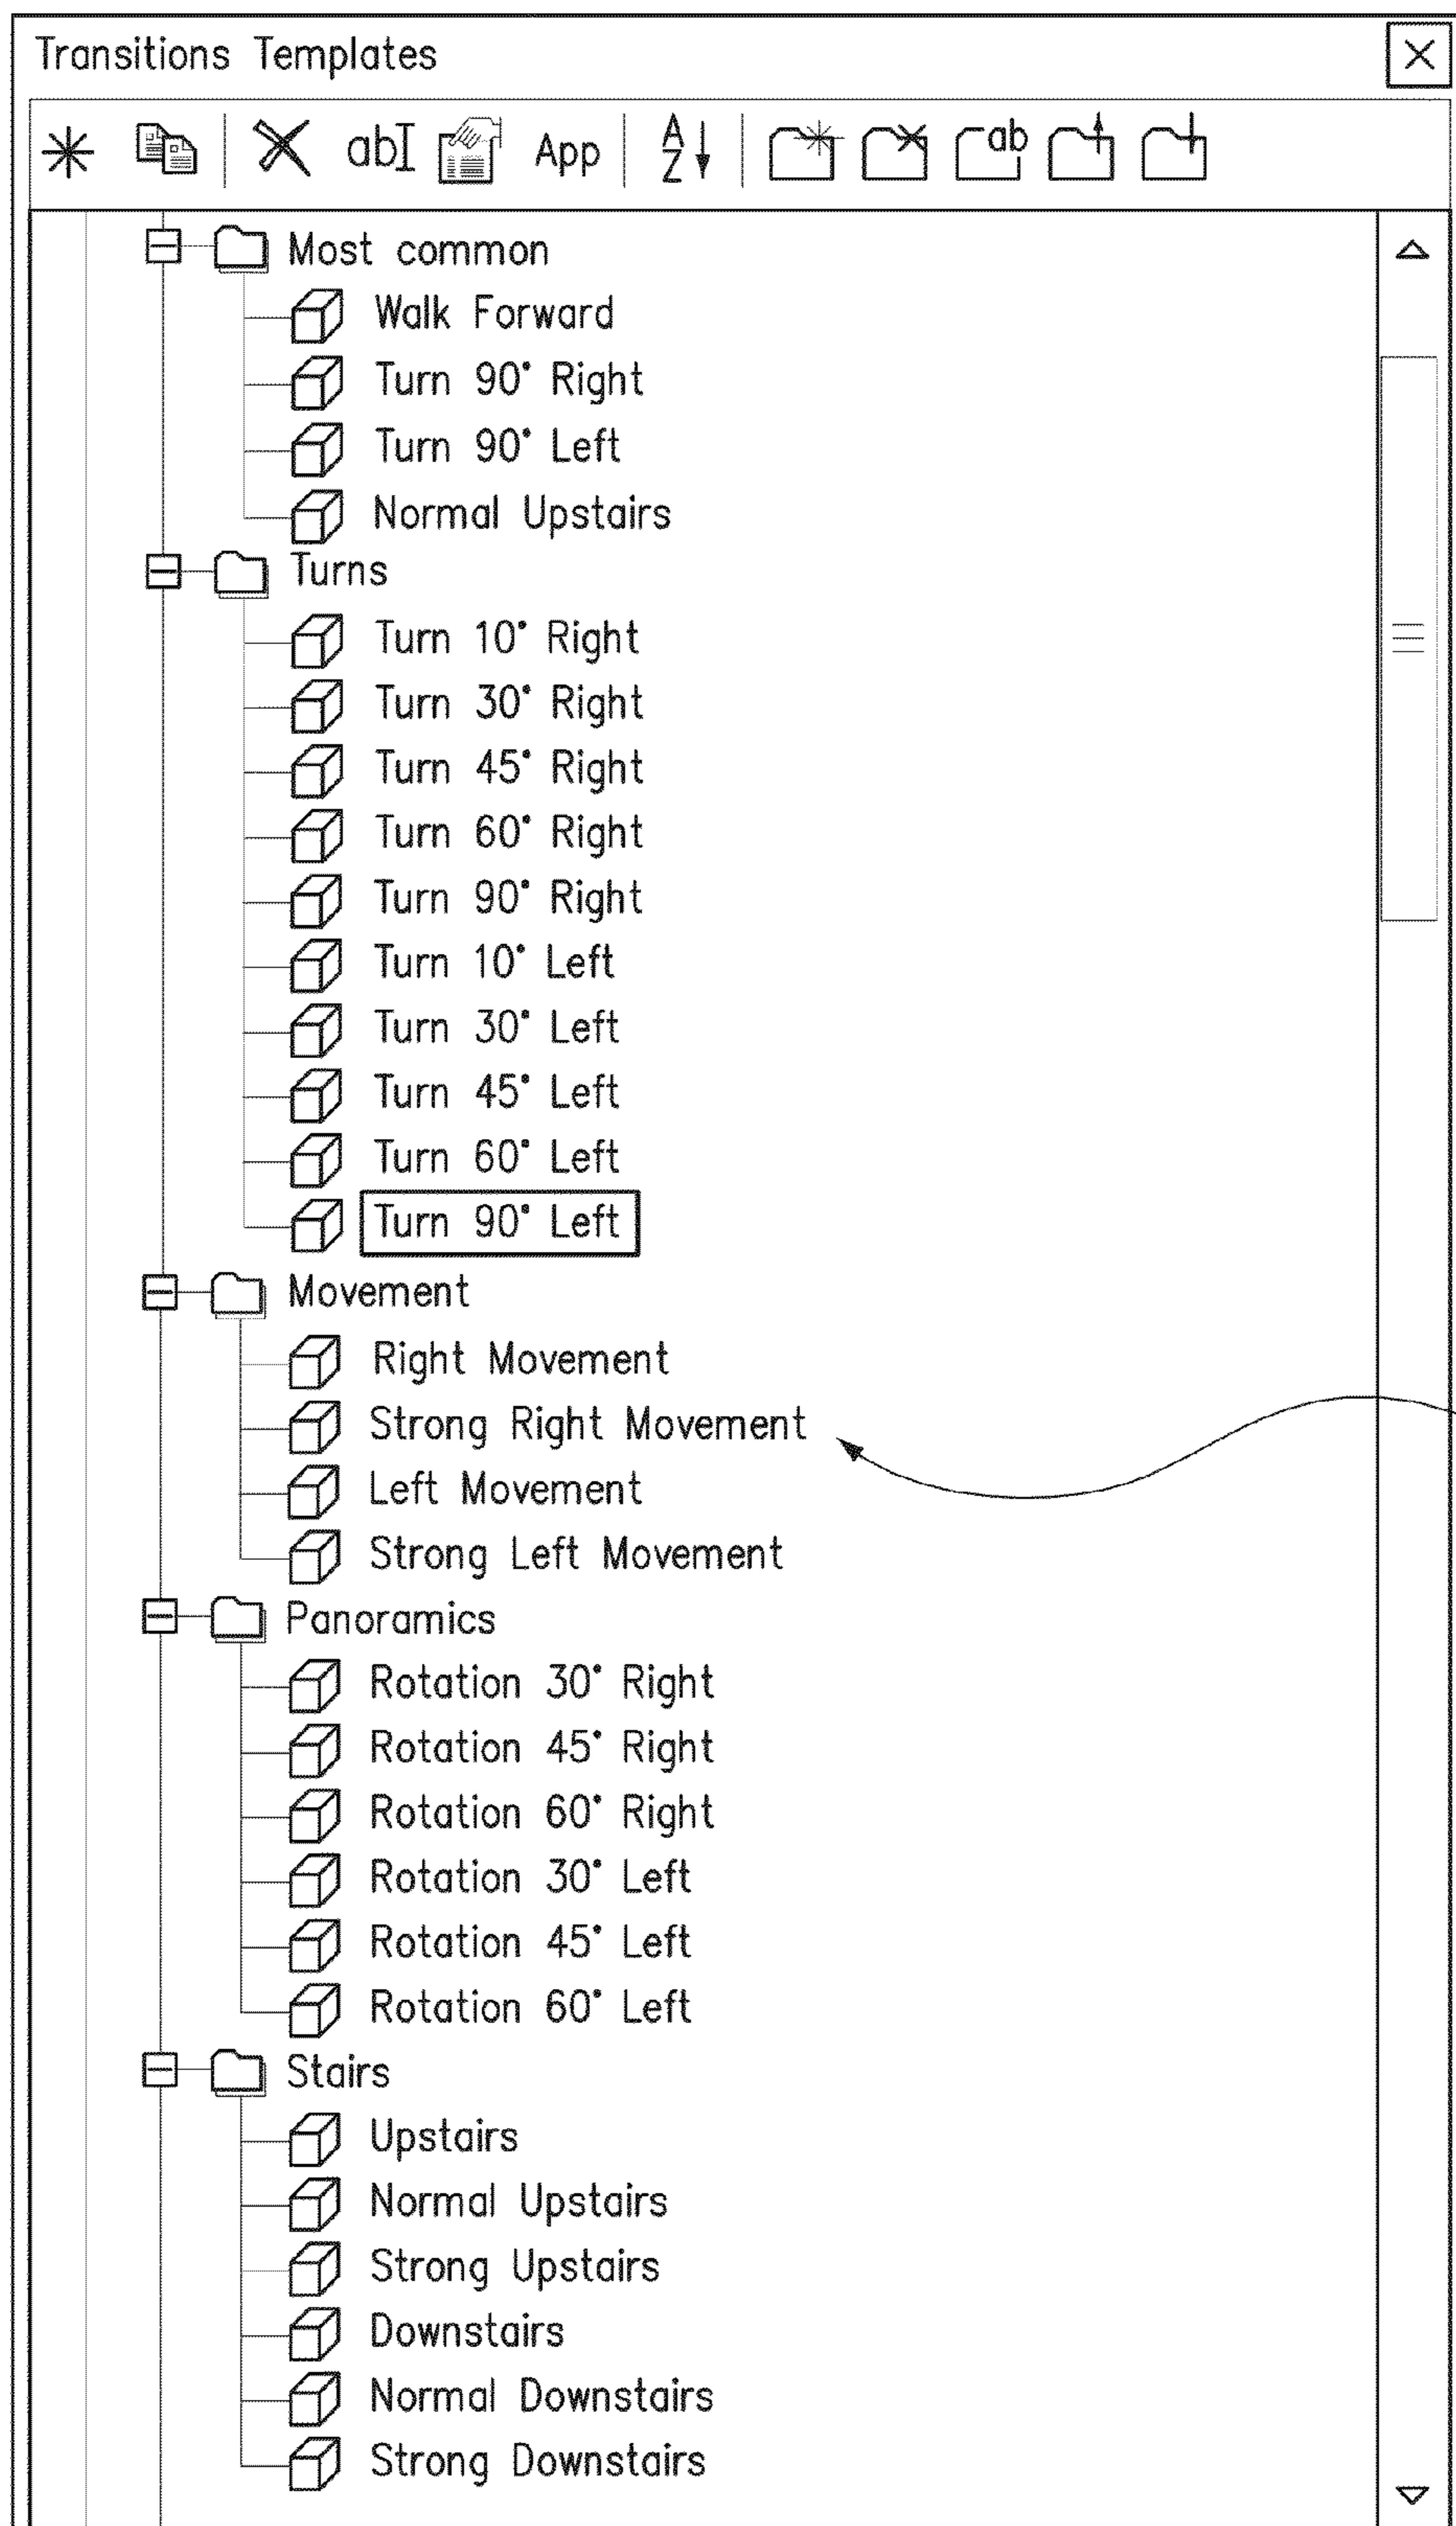 Transitions Templates
abI App A Z ab
Most common
Walk Forward
Turn 90° Right
Turn 90° Left
Normal Upstairs
Turns
Turn 10° Right
Turn 30° Right
Turn 45° Right
Turn 60° Right
Turn 90° Right
Turn 10° Left
Turn 30° Left
Turn 45° Left
Turn 60° Left
Turn 90° Left
Movement
Right Movement
Strong Right Movement
Left Movement
Strong Left Movement
Panoramics
Rotation 30° Right
Rotation 45° Right
Rotation 60° Right
Rotation 30° Left
Rotation 45° Left
Rotation 60° Left
Stairs
Upstairs
Normal Upstairs
Strong Upstairs
Downstairs
Normal Downstairs
Strong Downstairs